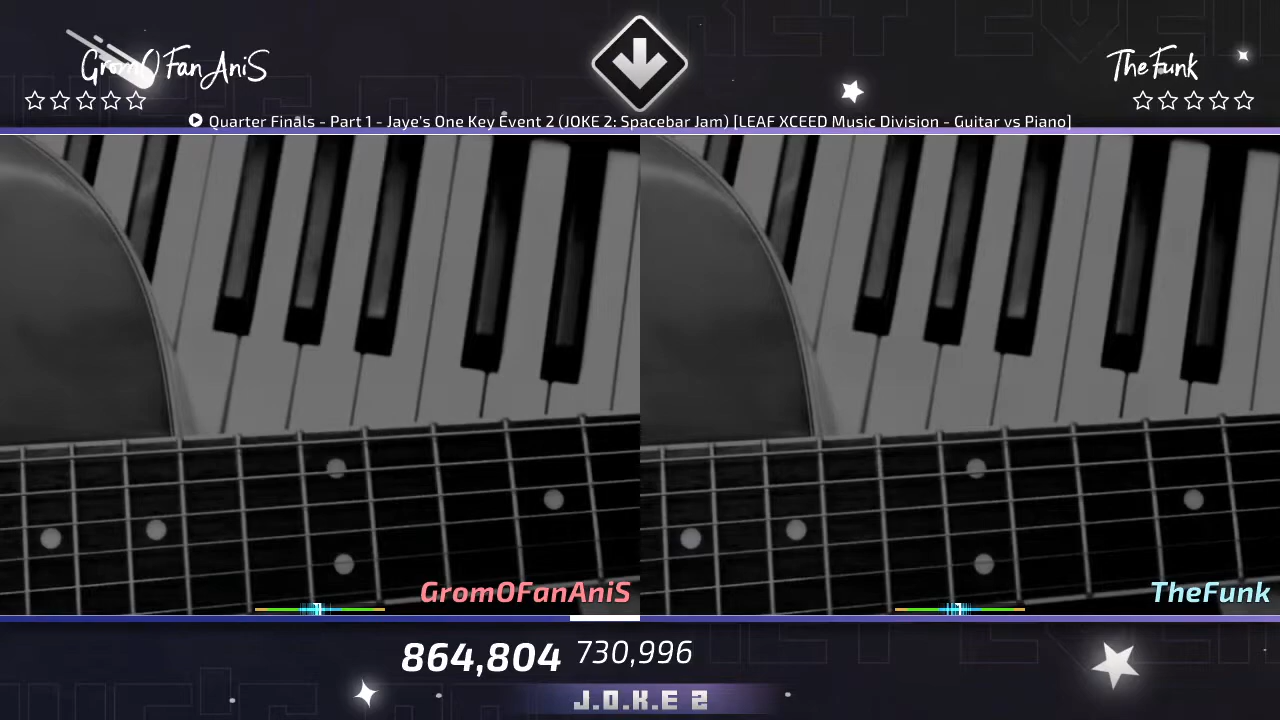 GromOFanAniS
TheFunk
Quarter Finals - Part 1 - Jaye's One Key Event 2 (JOKE 2: Spacebar Jam) [LEAF XCEED Music Division - Guitar vs Piano]
GromOFanAniS
TheFunk
864,804 730,996
J.O.K.E 2